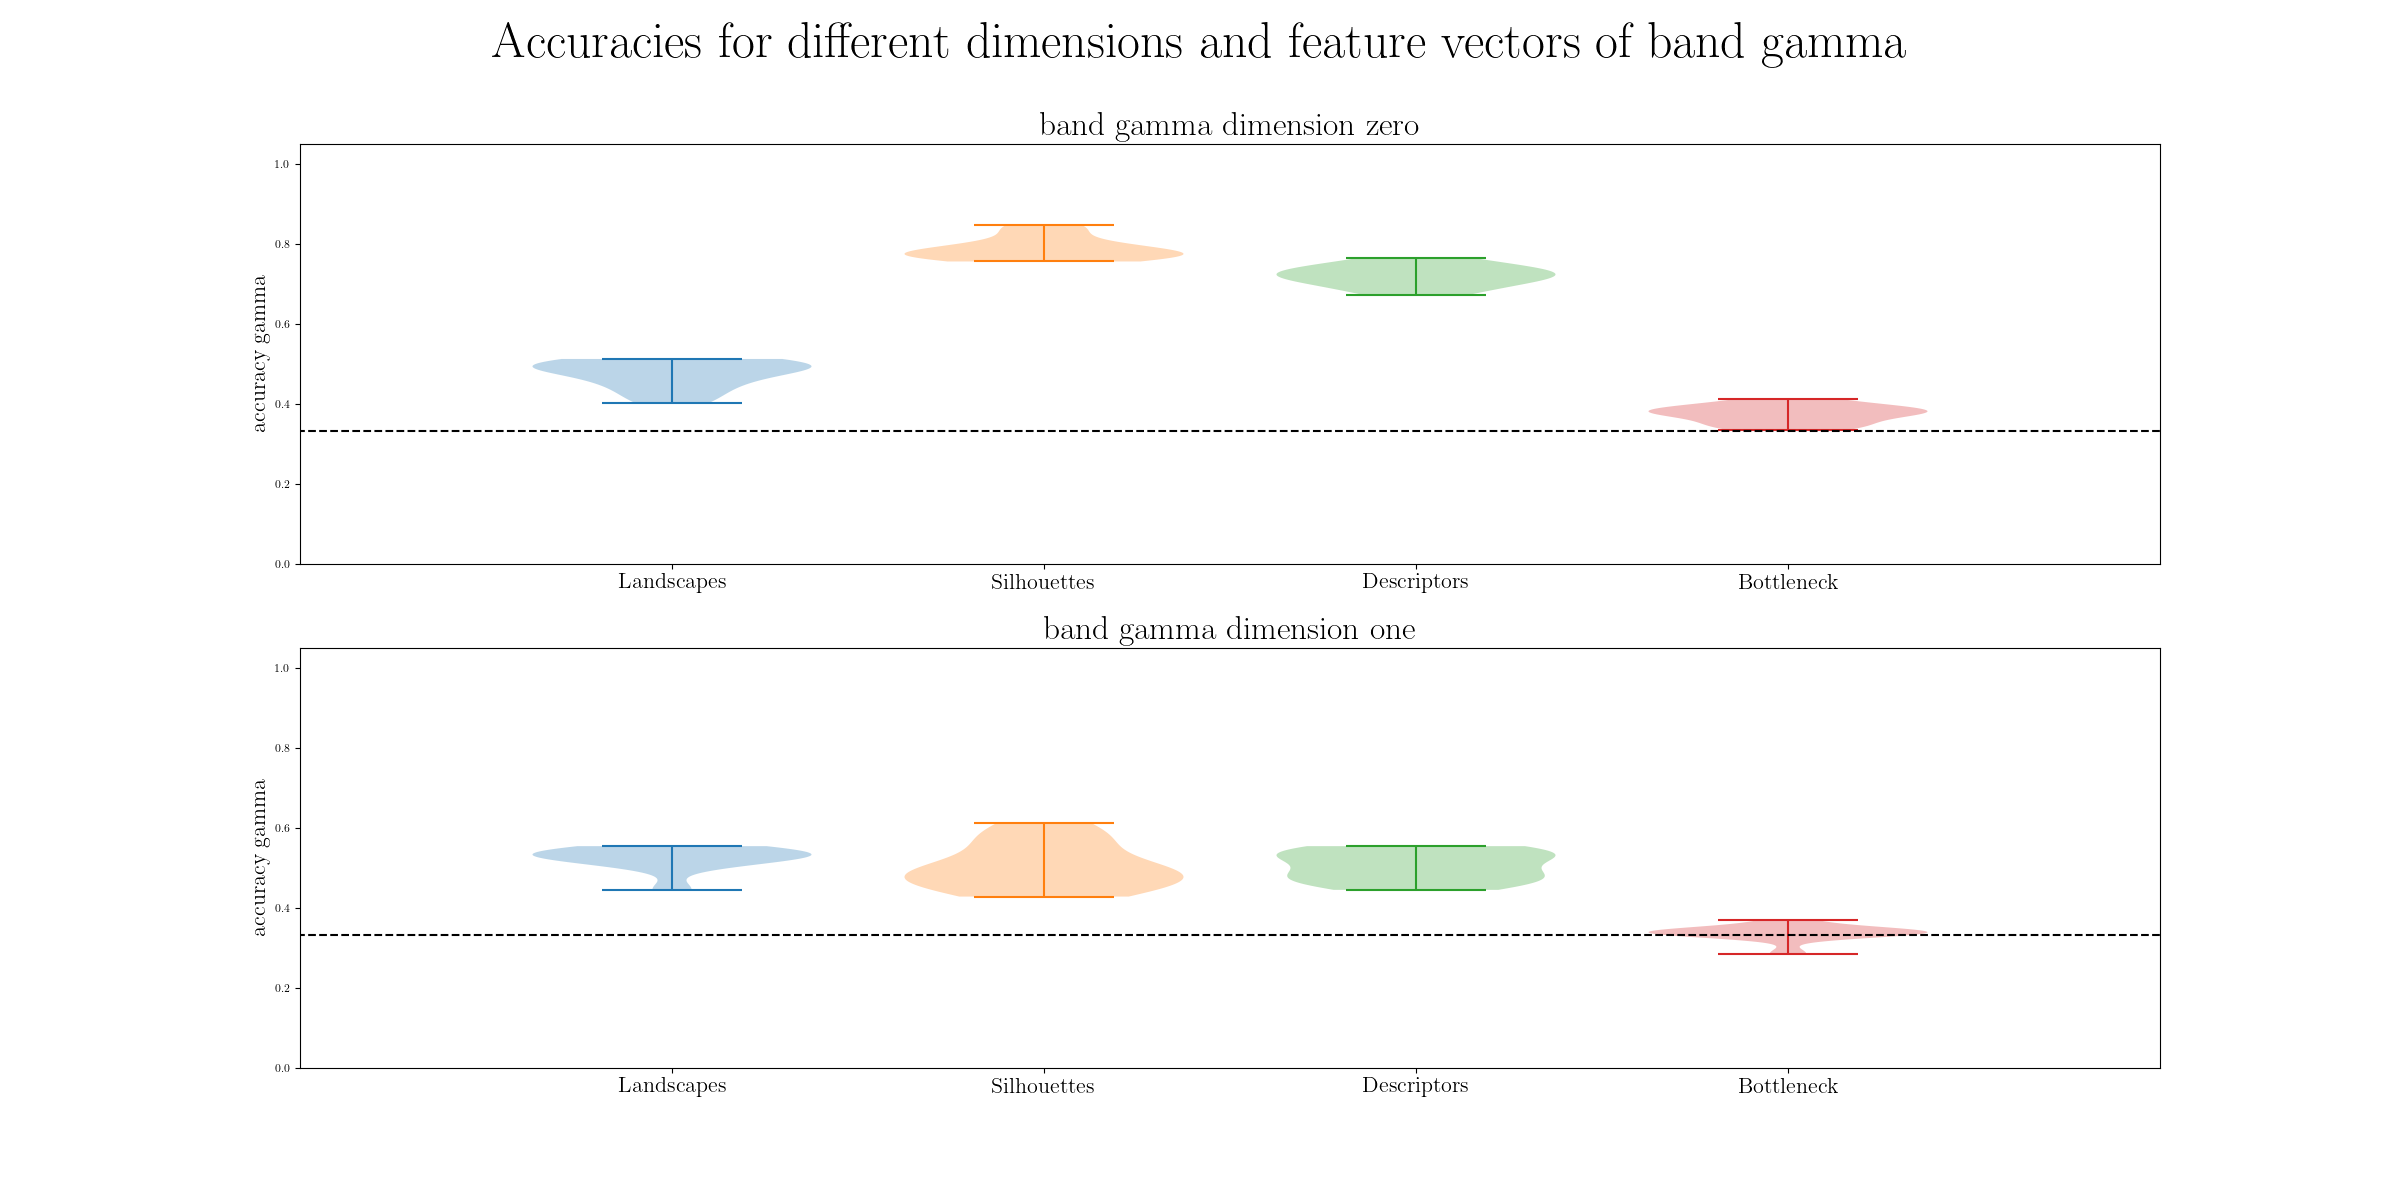 Accuracies for different dimensions and feature vectors of band gamma
band gamma dimension zero
accuracy gamma
1.0
0.8
0.6
0.4
0.2
0.0
Landscapes Silhouettes Descriptors Bottleneck
band gamma dimension one
accuracy gamma
1.0
0.8
0.6
0.4
0.2
0.0
Landscapes Silhouettes Descriptors Bottleneck